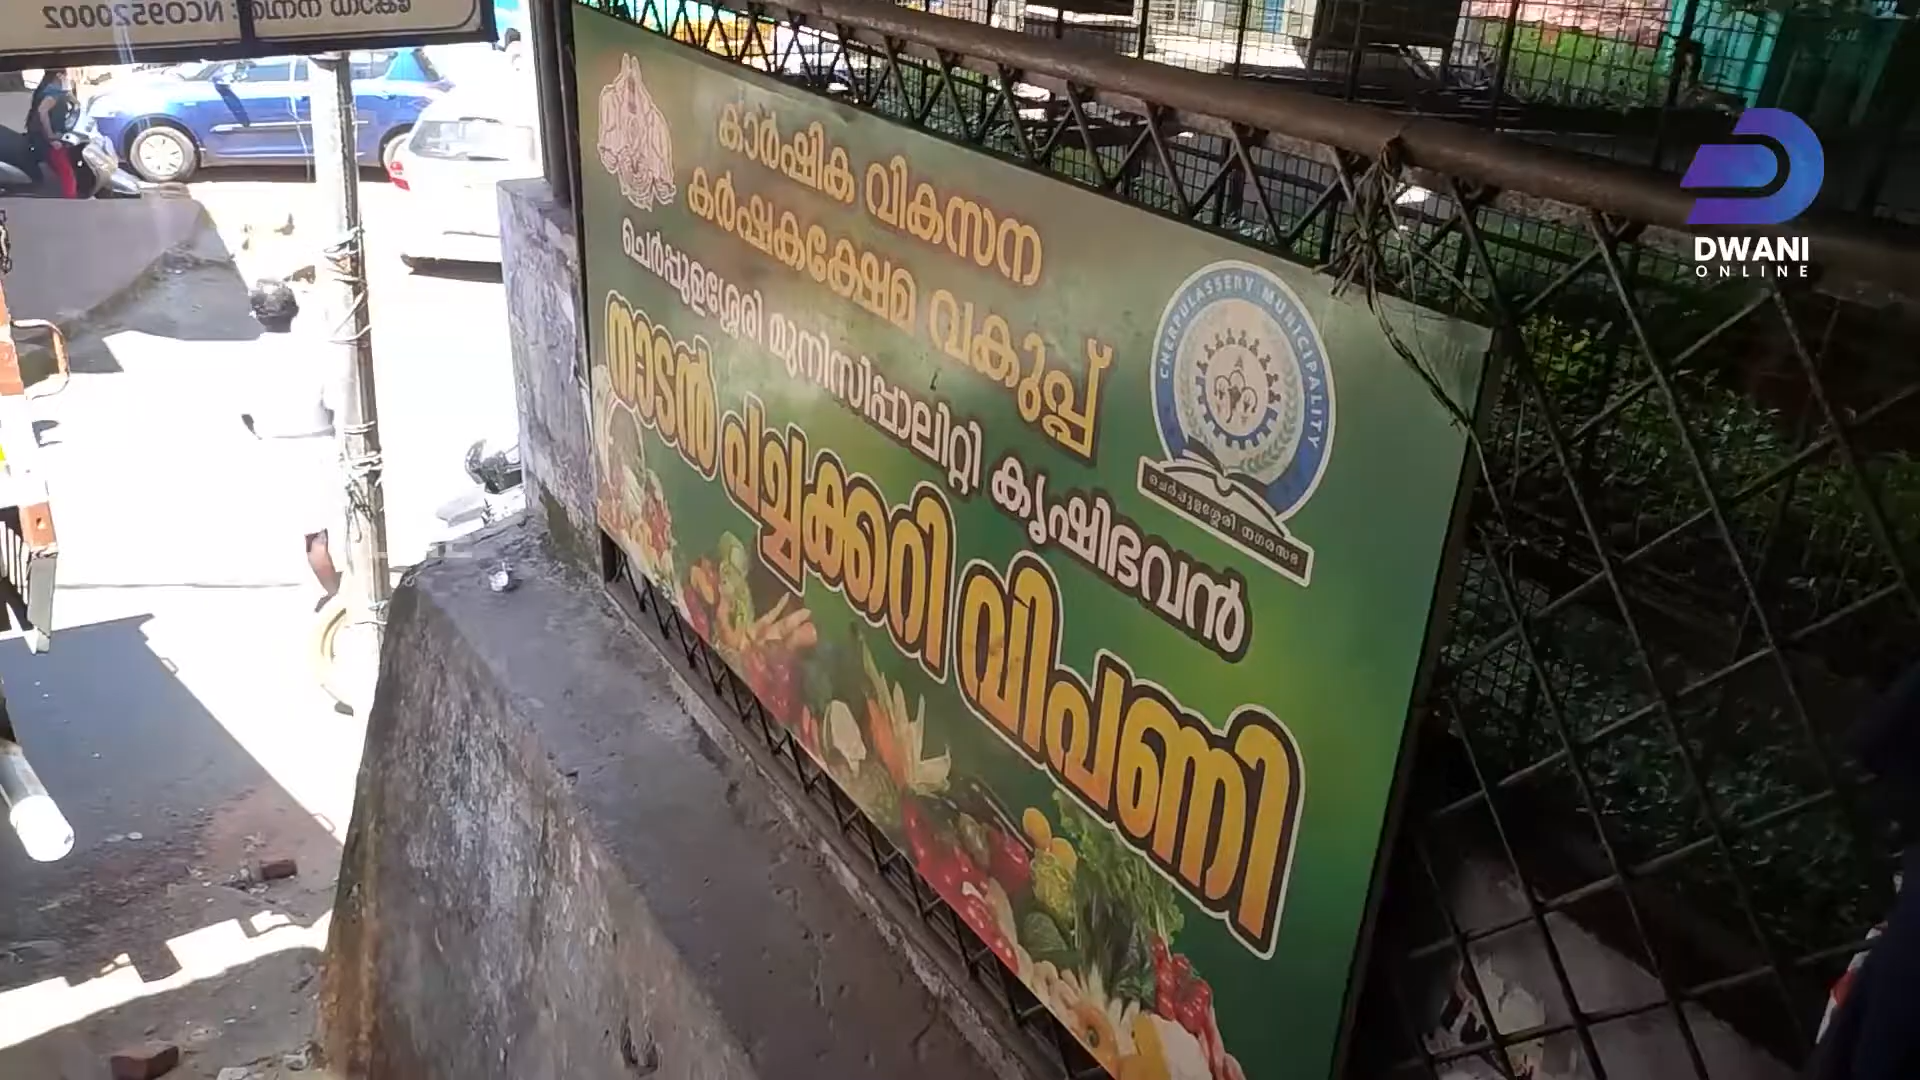 കാർഷിക വികസന
കർഷകക്ഷേമ വകുപ്പ്
ചെർപ്പുളശ്ശേരി മുനിസിപ്പാലിറ്റി കൃഷിഭവൻ
നാടൻ പച്ചക്കറി വിപണി
CHERPULASSERY MUNICIPALITY
ചെർപ്പുളശ്ശേരി നഗരസഭ
DWANI
ONLINE